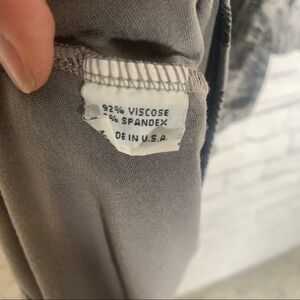 92% VISCOSE
% SPANDEX
DE IN U.S.A.